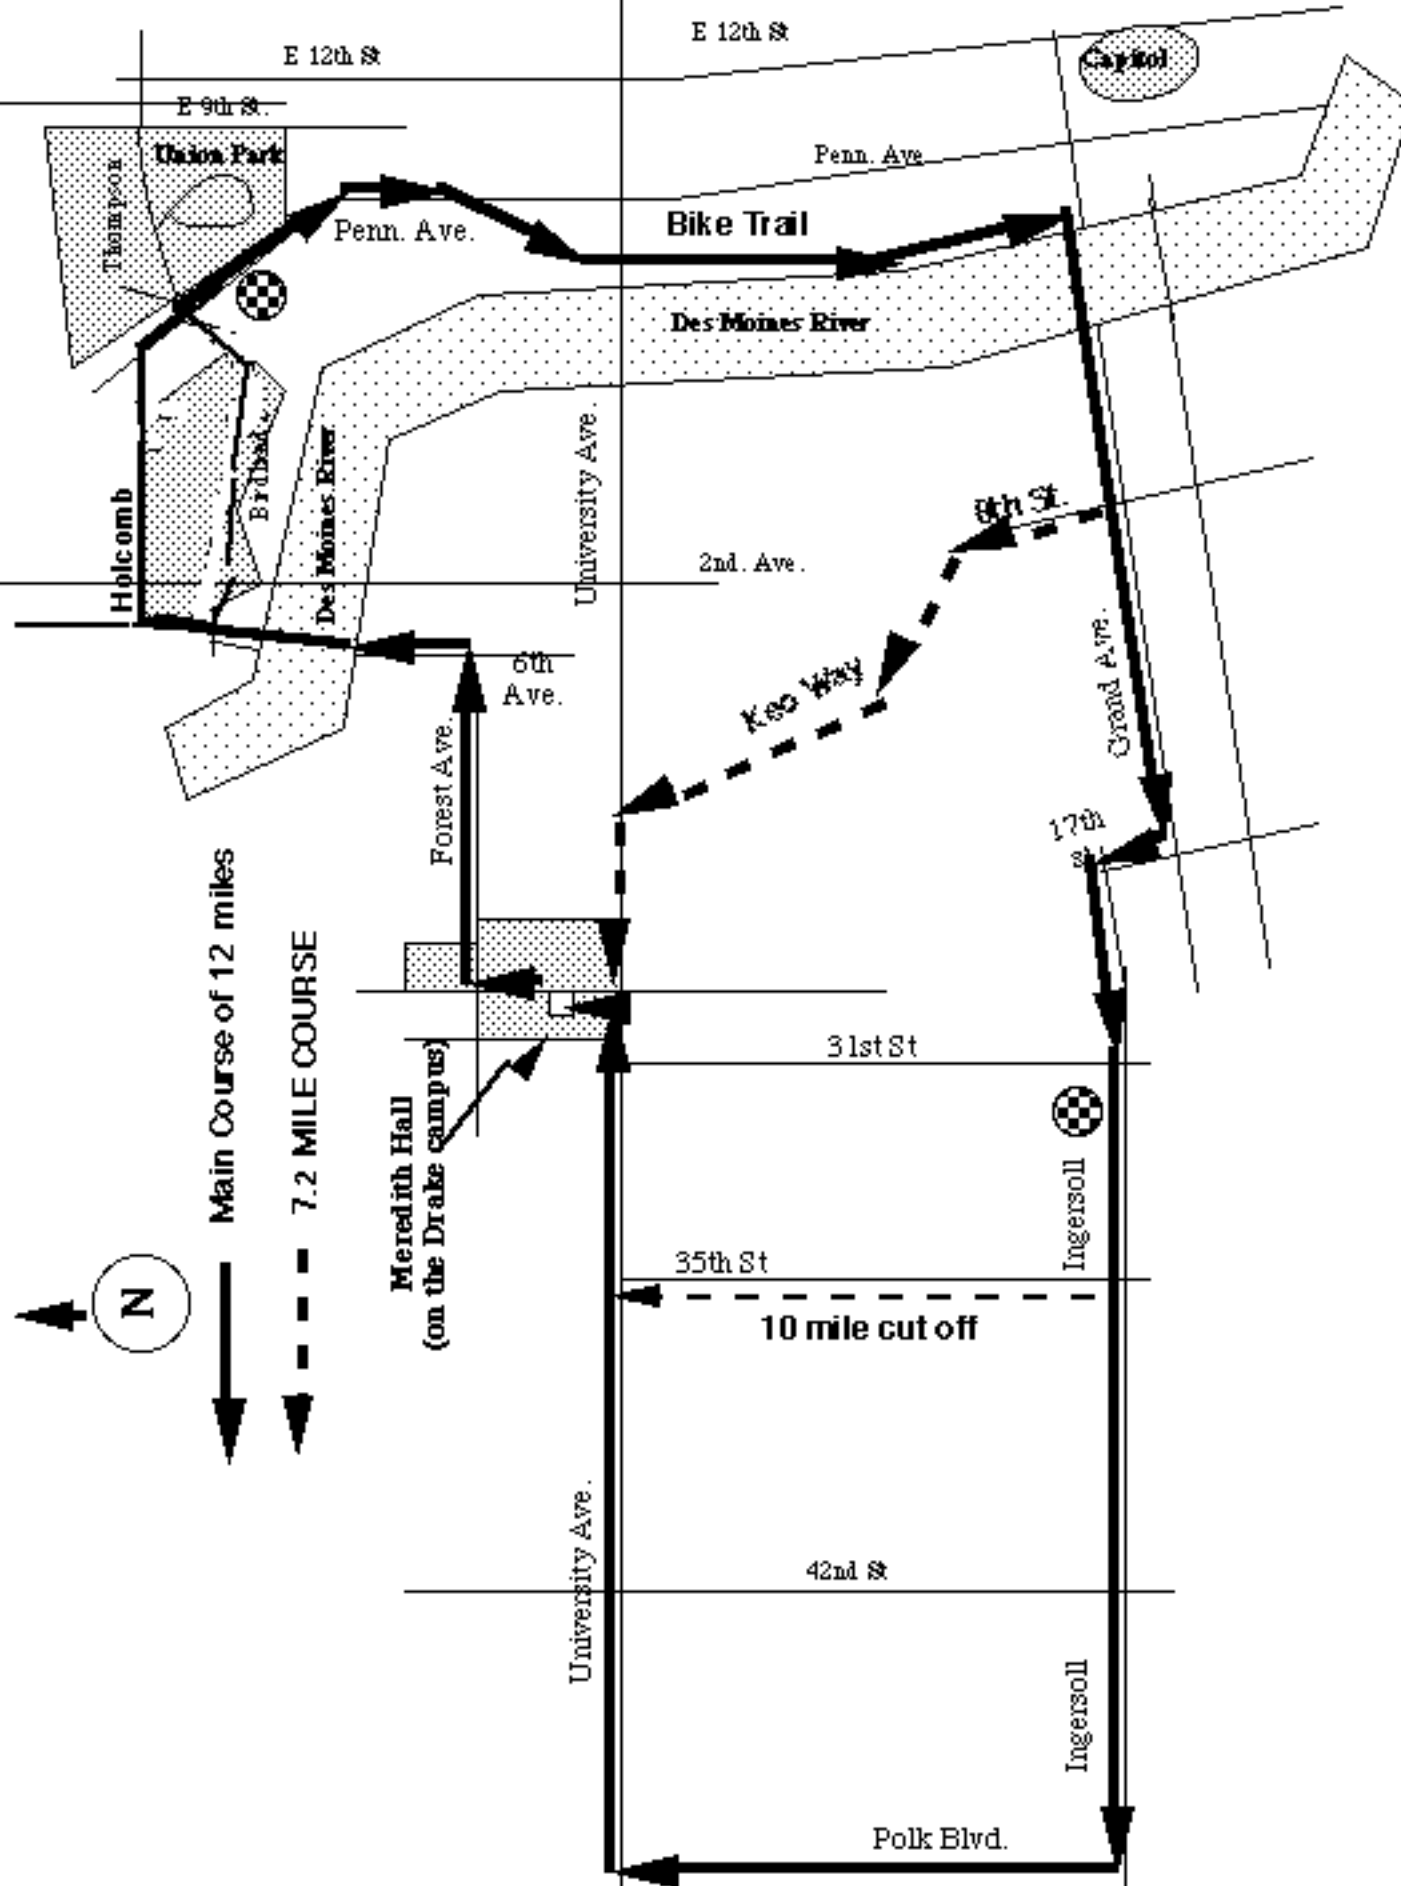 E 12th St
E 12th St
Capitol
E 9th St.
Union Park
Thompson
Penn. Ave
Penn. Ave.
Bike Trail
Des Moines River
University Ave.
Holcomb
Des Moines River
2nd. Ave.
6th
Ave.
Forest Ave.
Keo Way
Grand Ave.
17th
st.
Main Course of 12 miles
7.2 MILE COURSE
Meredith Hall
(on the Drake campus)
31st St
Ingersoll
35th St
10 mile cut off
N
University Ave.
42nd St
Ingersoll
Polk Blvd.